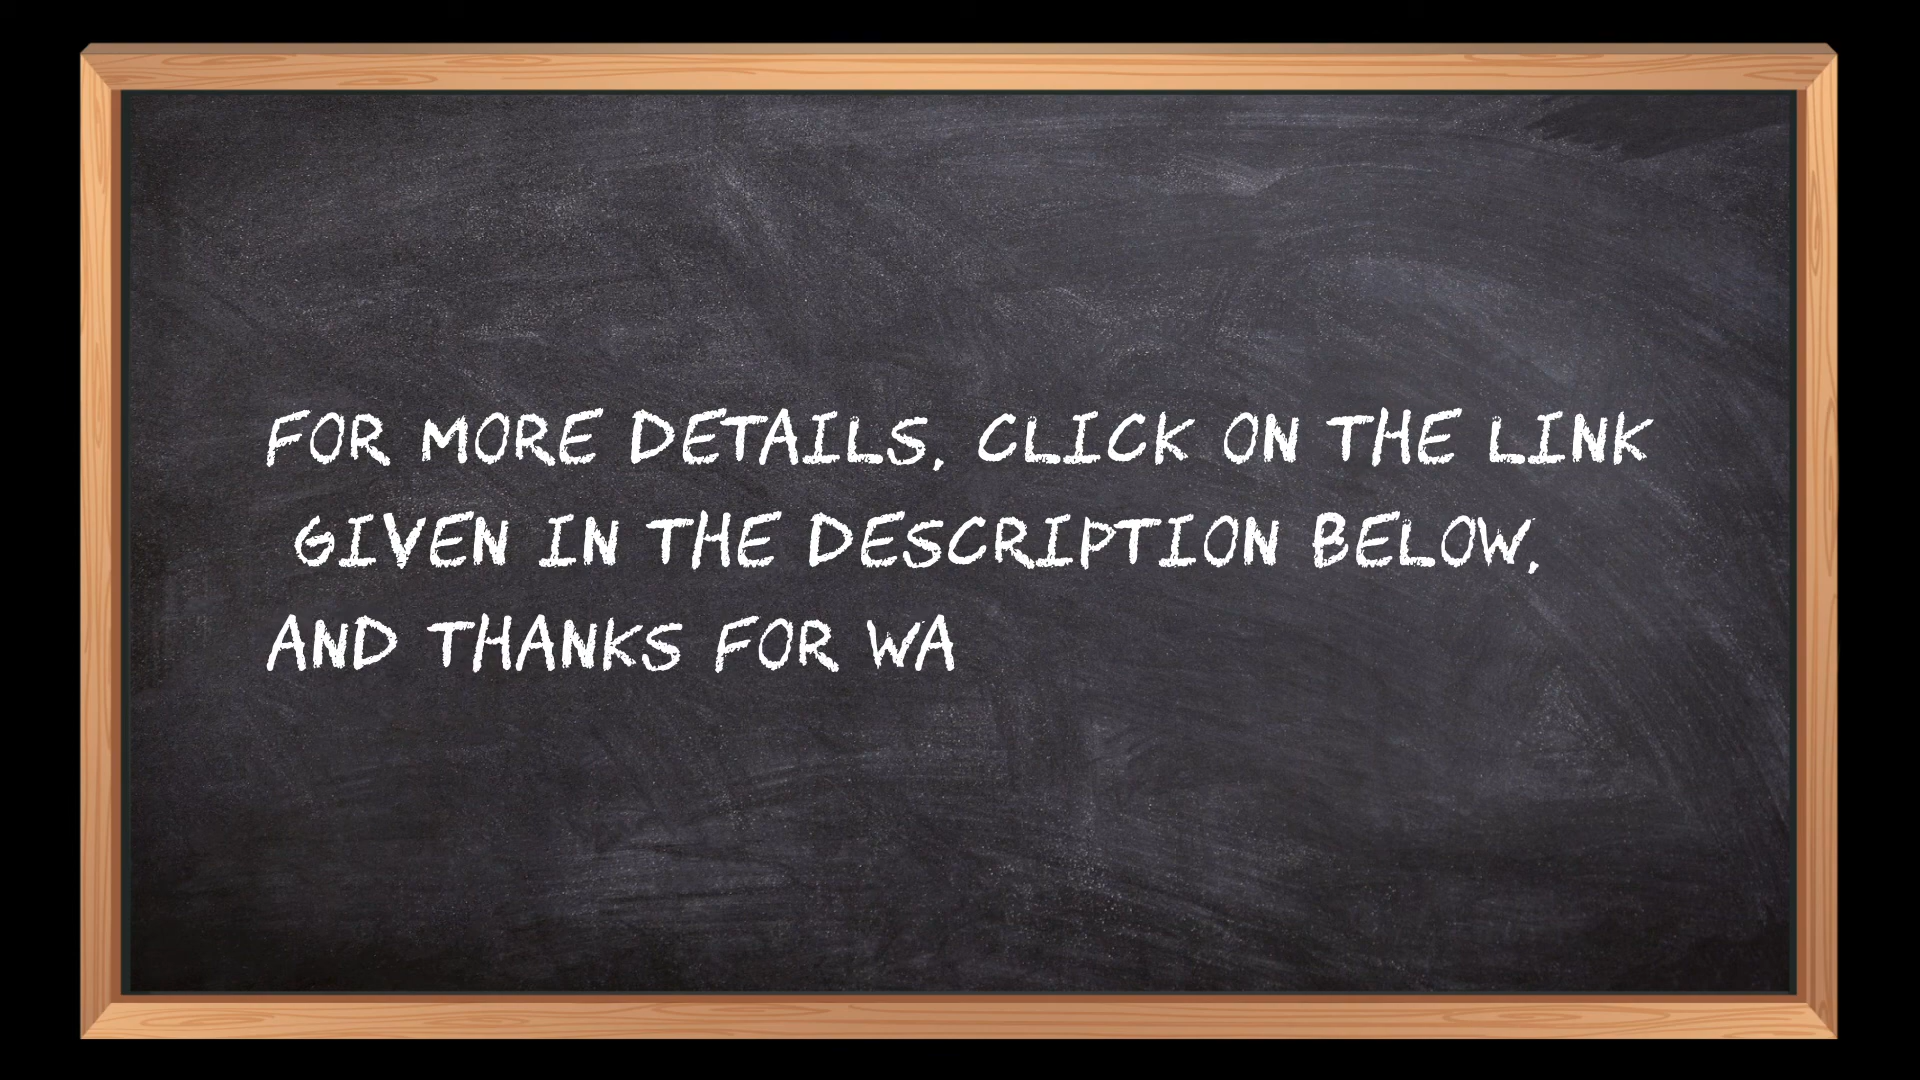 FOR MORE DETAILS, CLICK ON THE LINK
GIVEN IN THE DESCRIPTION BELOW,
AND THANKS FOR WA